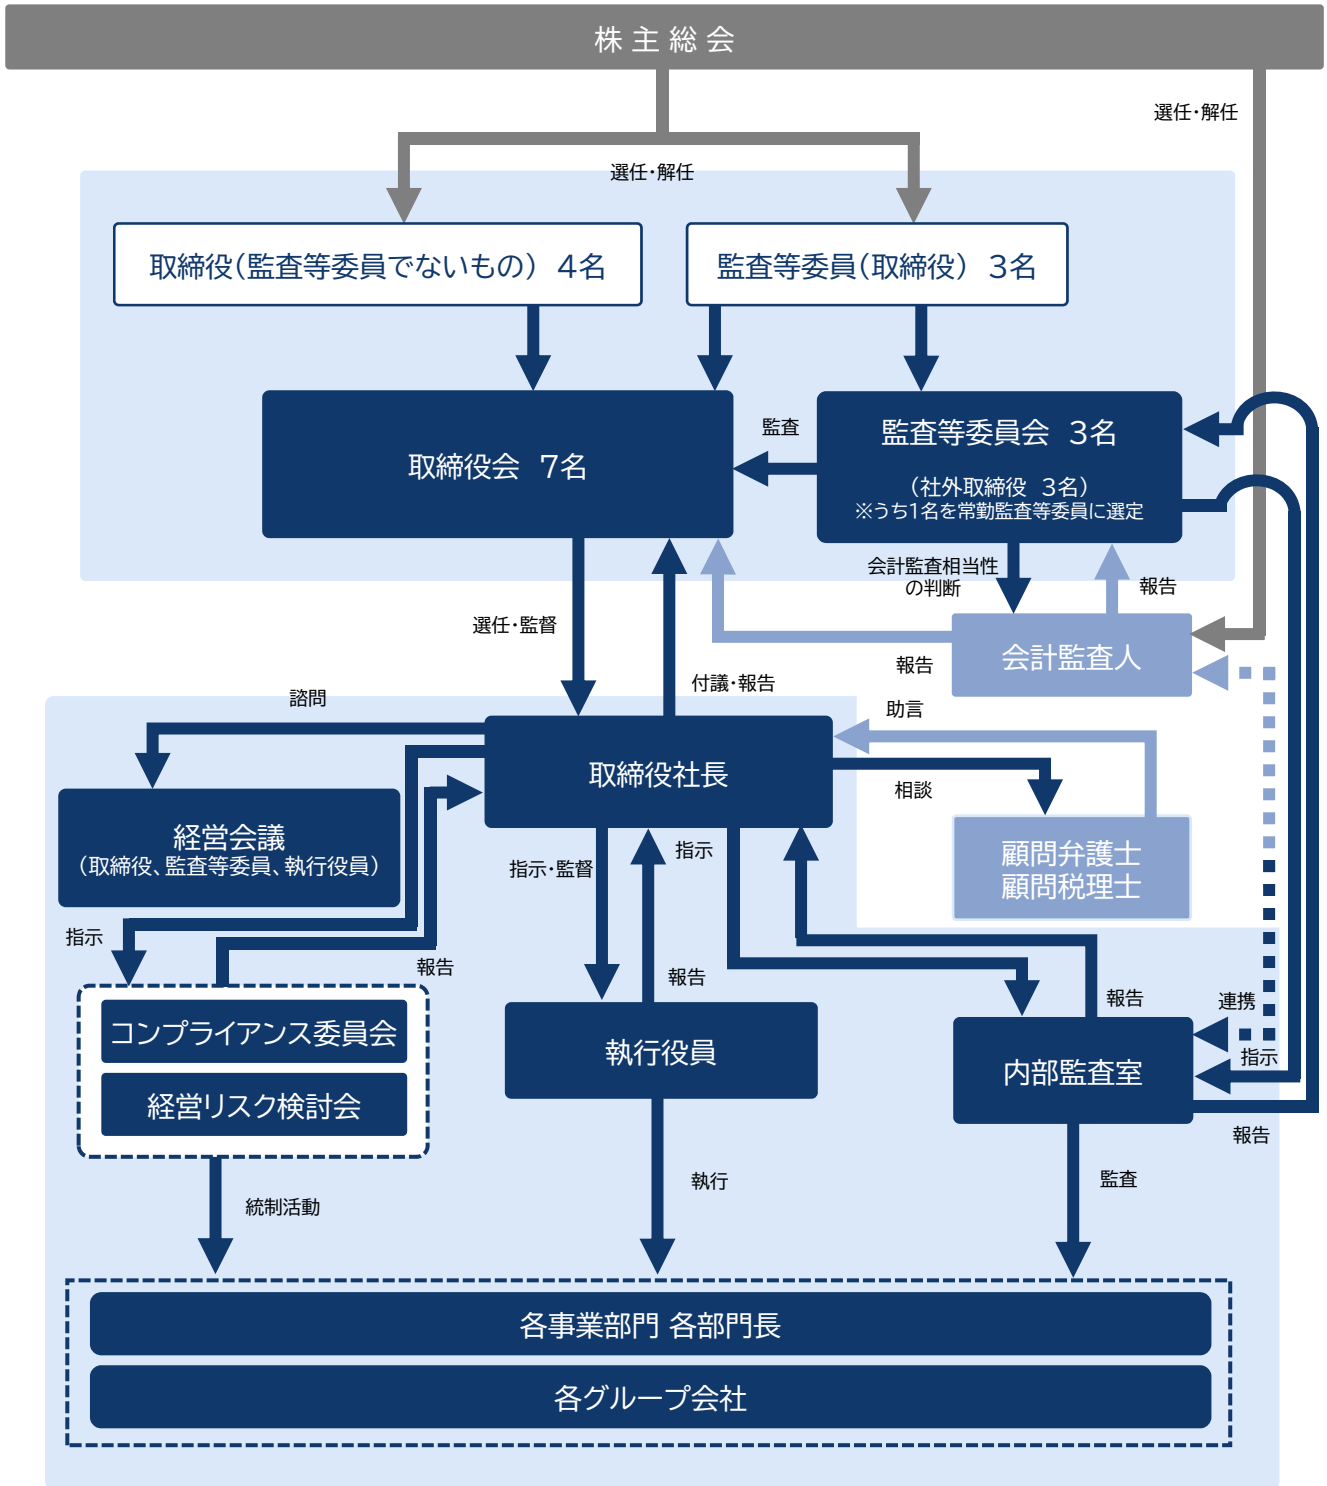 株主総会
選任・解任
選任・解任
取締役(監査等委員でないもの) 4名
監査等委員(取締役) 3名
取締役会 7名
監査
監査等委員会 3名
(社外取締役 3名)
※うち1名を常勤監査等委員に選定
会計監査相当性
の判断
報告
選任・監督
会計監査人
報告
付議・報告
諮問
助言
取締役社長
相談
経営会議
(取締役、監査等委員、執行役員)
指示・監督
指示
顧問弁護士
顧問税理士
指示
報告
報告
報告
連携
コンプライアンス委員会
執行役員
内部監査室
指示
経営リスク検討会
報告
統制活動
執行
監査
各事業部門 各部門長
各グループ会社